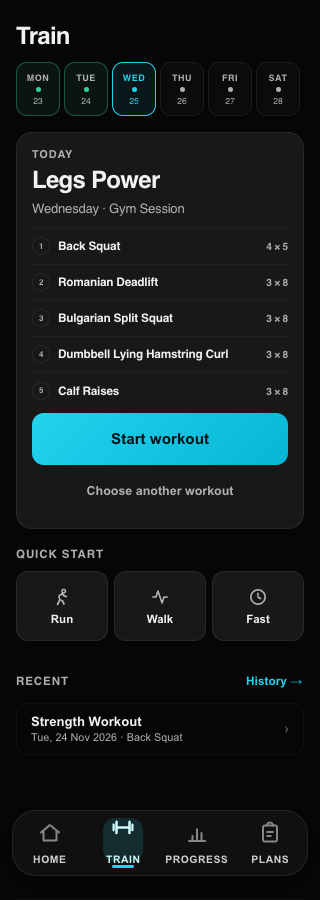 Train
MON TUE WED THU FRI SAT
23 24 25 26 27 28
TODAY
Legs Power
Wednesday · Gym Session
1 Back Squat 4 × 5
2 Romanian Deadlift 3 × 8
3 Bulgarian Split Squat 3 × 8
4 Dumbbell Lying Hamstring Curl 3 × 8
5 Calf Raises 3 × 8
Start workout
Choose another workout
QUICK START
Run Walk Fast
RECENT History →
Strength Workout
Tue, 24 Nov 2026 · Back Squat
HOME TRAIN PROGRESS PLANS